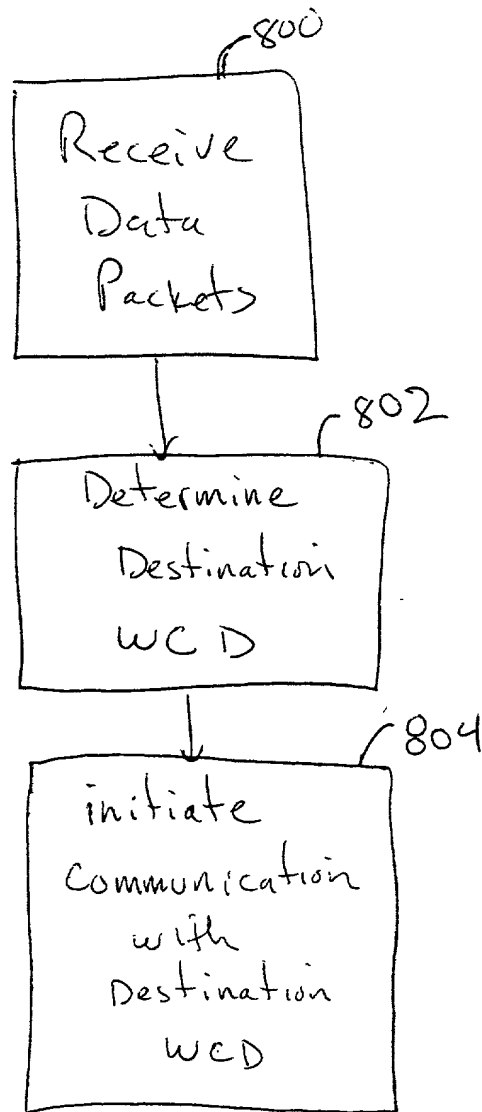 800
Receive
Data
Packets
802
Determine
Destination
WCD
804
initiate
Communication
with
Destination
WCD